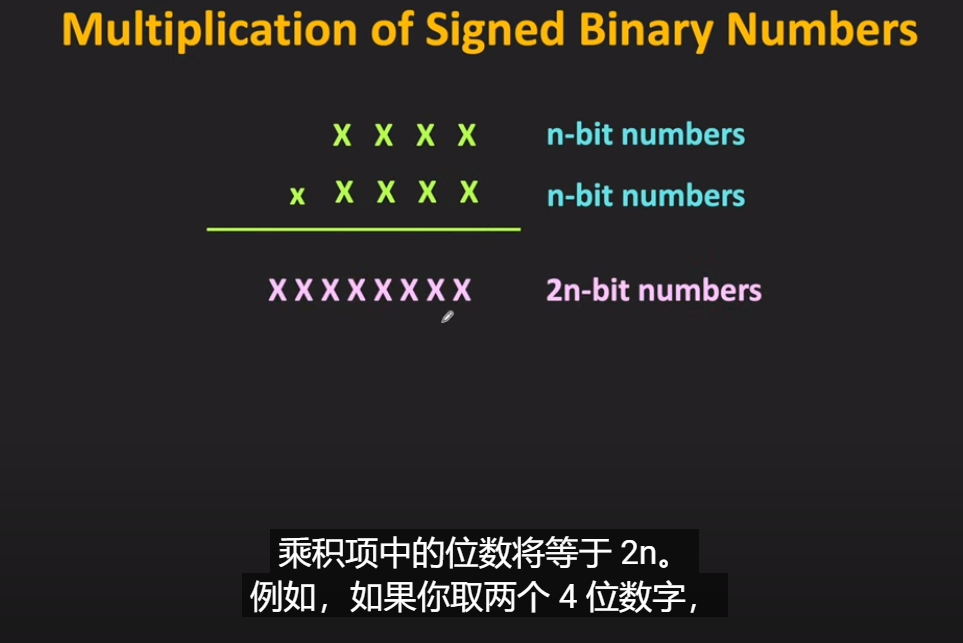 Multiplication of Signed Binary Numbers
X X X X n-bit numbers
x X X X X n-bit numbers
X X X X X X X X 2n-bit numbers
乘积项中的位数将等于 2n。
例如，如果你取两个 4 位数字，